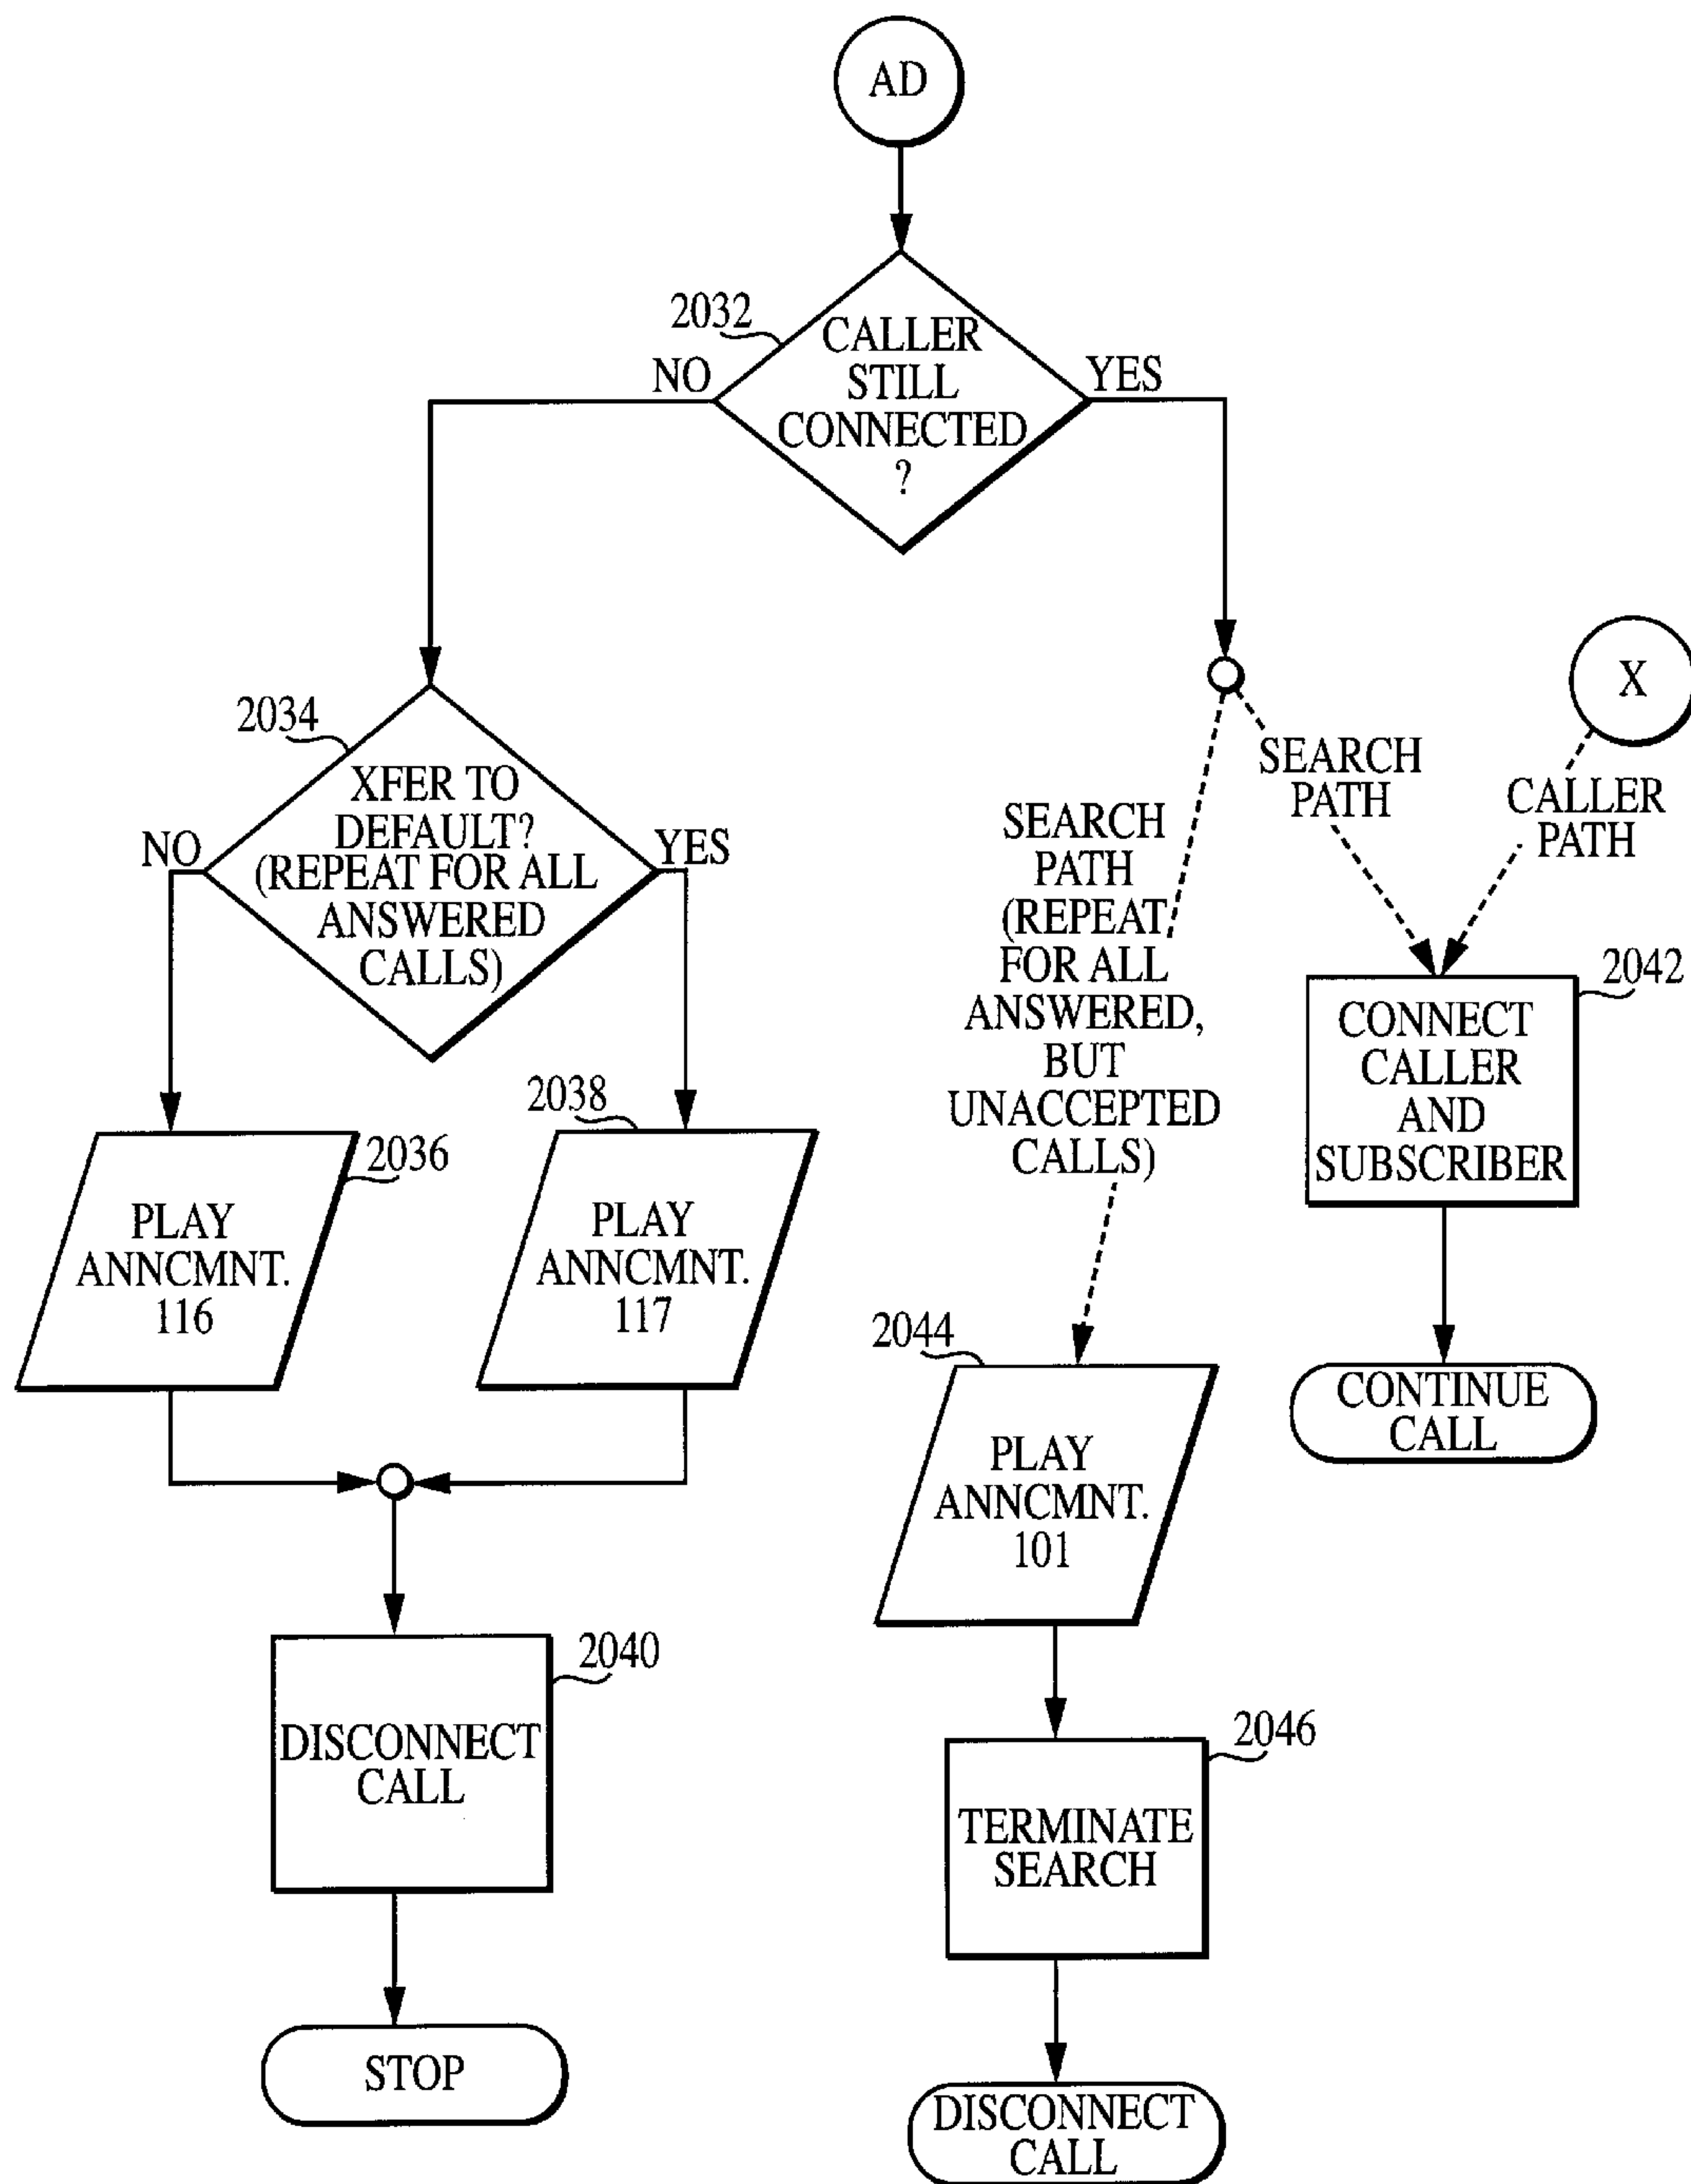 AD
2032
CALLER
STILL
CONNECTED
?
NO
YES
X
2034
XFER TO
DEFAULT?
(REPEAT FOR ALL
ANSWERED
CALLS)
NO
YES
SEARCH
PATH
CALLER
PATH
SEARCH
PATH
(REPEAT
FOR ALL
ANSWERED,
BUT
UNACCEPTED
CALLS)
2042
CONNECT
CALLER
AND
SUBSCRIBER
2036
PLAY
ANNCMNT.
116
2038
PLAY
ANNCMNT.
117
2044
PLAY
ANNCMNT.
101
CONTINUE
CALL
2040
DISCONNECT
CALL
2046
TERMINATE
SEARCH
STOP
DISCONNECT
CALL